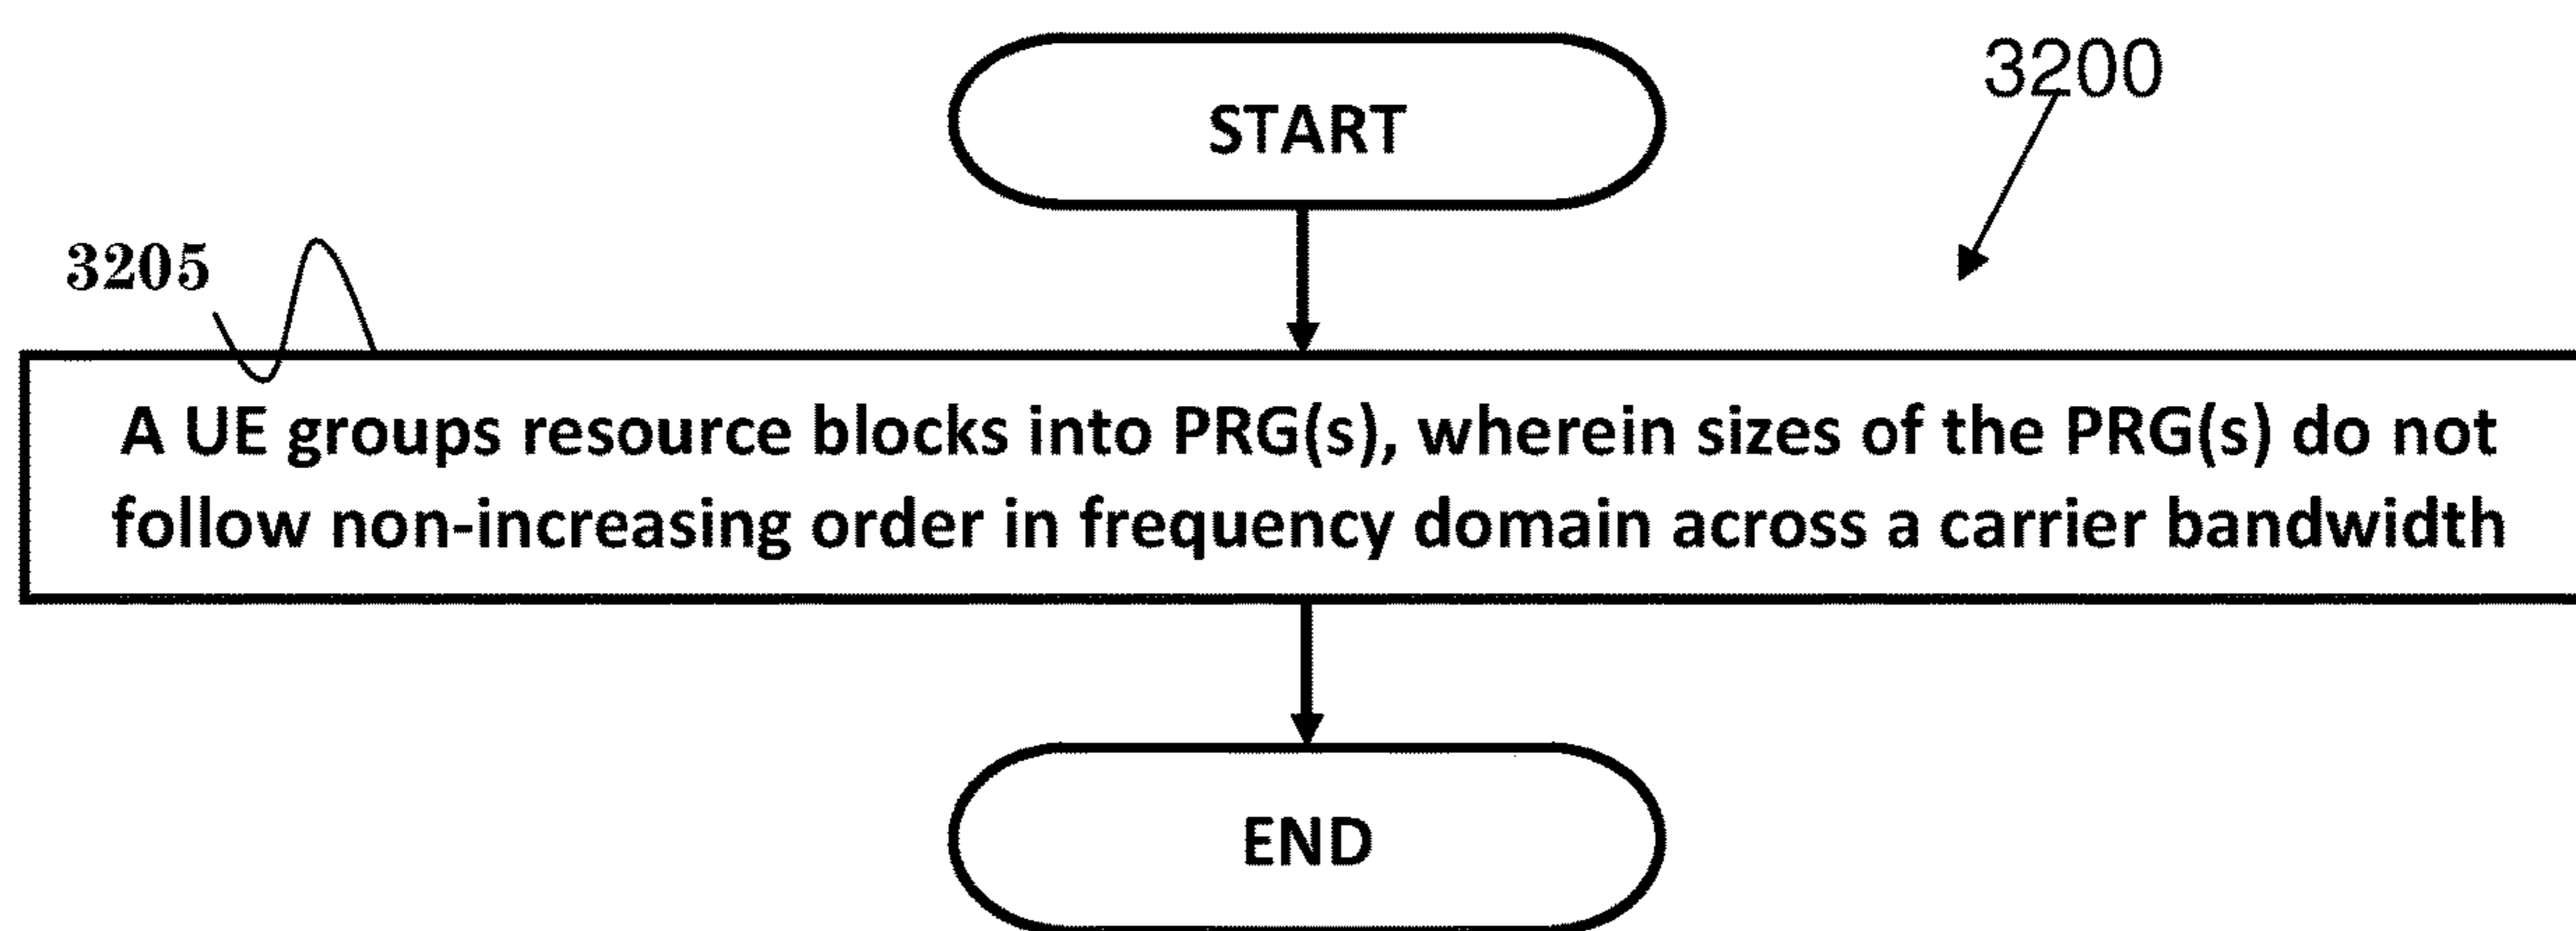 START
3200
3205
A UE groups resource blocks into PRG(s), wherein sizes of the PRG(s) do not
follow non-increasing order in frequency domain across a carrier bandwidth
END